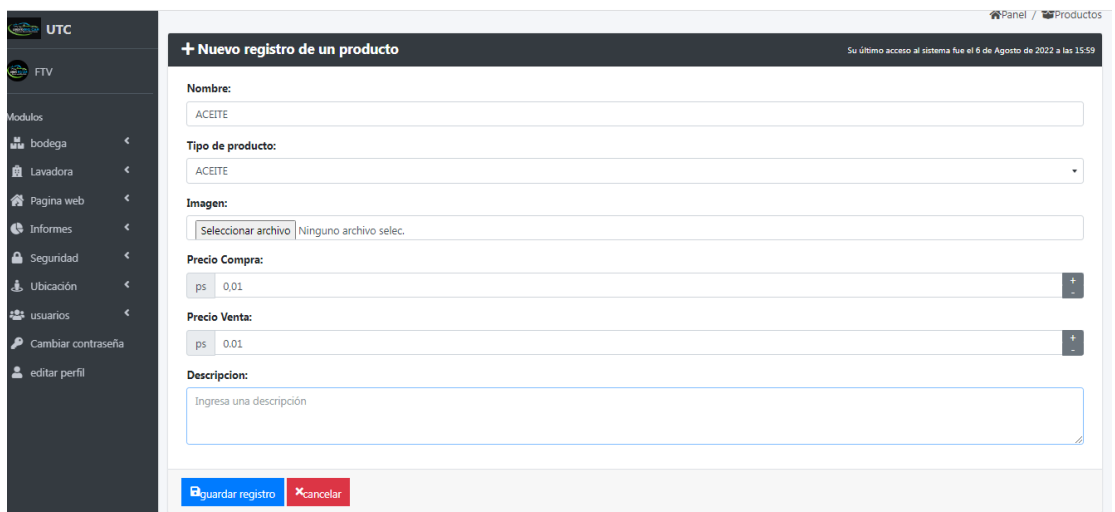 UTC
Panel / Productos
Nuevo registro de un producto
Su último acceso al sistema fue el 6 de Agosto de 2022 a las 15:59
FTV
Modulos
bodega
Lavadora
Pagina web
Informes
Seguridad
Ubicación
usuarios
Cambiar contraseña
editar perfil
Nombre:
ACEITE
Tipo de producto:
ACEITE
Imagen:
Seleccionar archivo Ninguno archivo selec.
Precio Compra:
ps 0,01 + -
Precio Venta:
ps 0.01 + -
Descripcion:
Ingresa una descripción
guardar registro cancelar